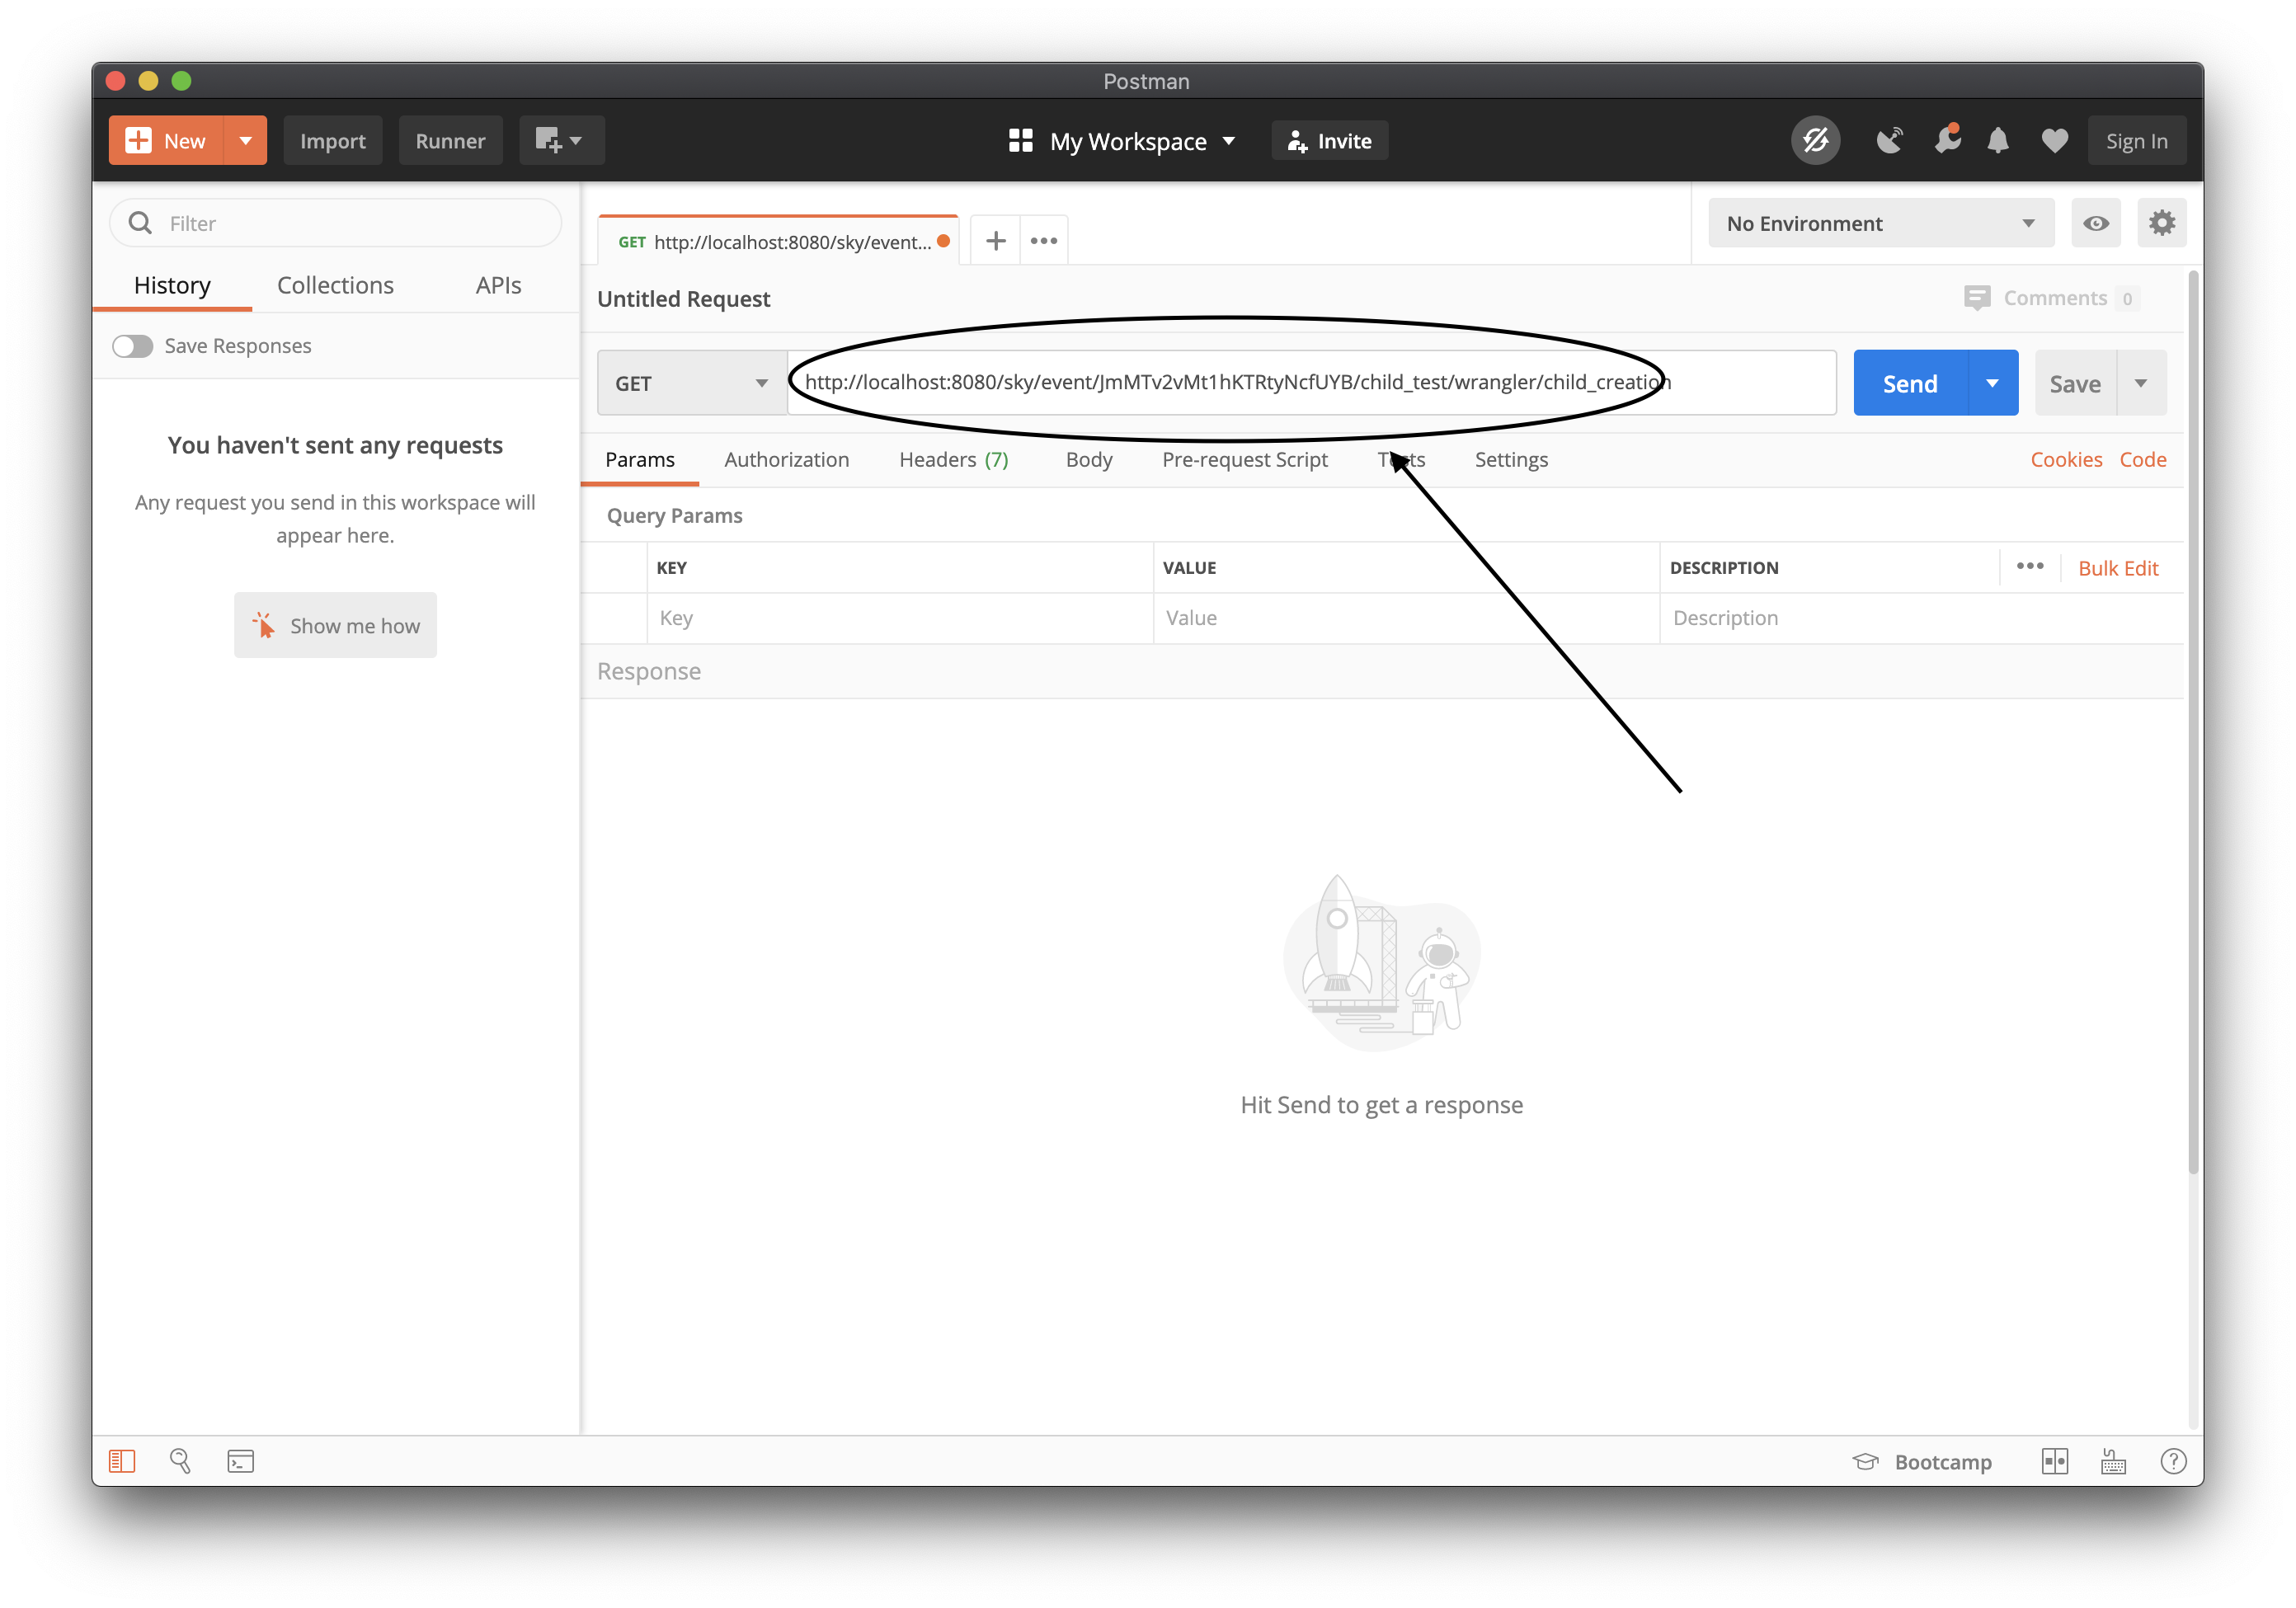 Postman
New
Import
Runner
My Workspace
Invite
Sign In
Filter
History
Collections
APIs
Save Responses
You haven't sent any requests
Any request you send in this workspace will
appear here.
Show me how
GET http://localhost:8080/sky/event...
No Environment
Untitled Request
Comments 0
GET
http://localhost:8080/sky/event/JmMTv2vMt1hKTRtyNcfUYB/child_test/wrangler/child_creation
Send
Save
Params
Authorization
Headers (7)
Body
Pre-request Script
Tests
Settings
Cookies
Code
Query Params
KEY
VALUE
DESCRIPTION
Bulk Edit
Key
Value
Description
Response
Hit Send to get a response
Bootcamp